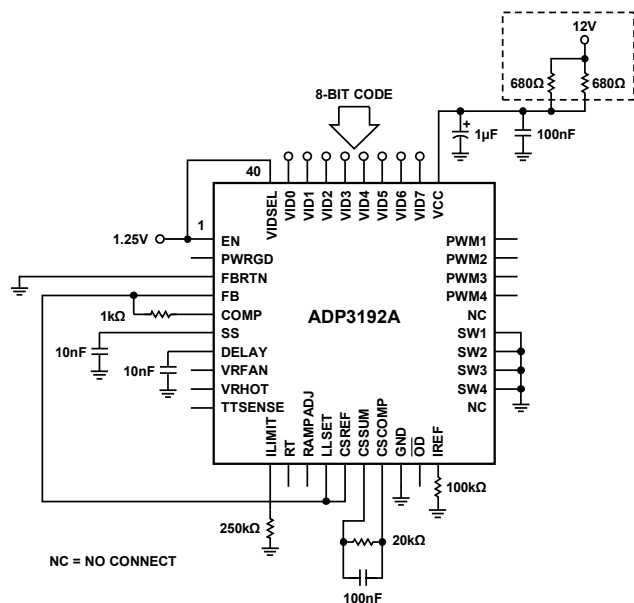 12V
680Ω 680Ω
8-BIT CODE
1µF 100nF
+
40
VIDSEL
VID0
VID1
VID2
VID3
VID4
VID5
VID6
VID7
VCC
1
1.25V
EN
PWRGD
FBRTN
FB
COMP
SS
DELAY
VRFAN
VRHOT
TTSENSE
1kΩ
10nF
10nF
ADP3192A
PWM1
PWM2
PWM3
PWM4
NC
SW1
SW2
SW3
SW4
NC
ILIMIT
RT
RAMPADJ
LLSET
CSREF
CSSUM
CSCOMP
GND
OD
IREF
250kΩ
100kΩ
20kΩ
100nF
NC = NO CONNECT